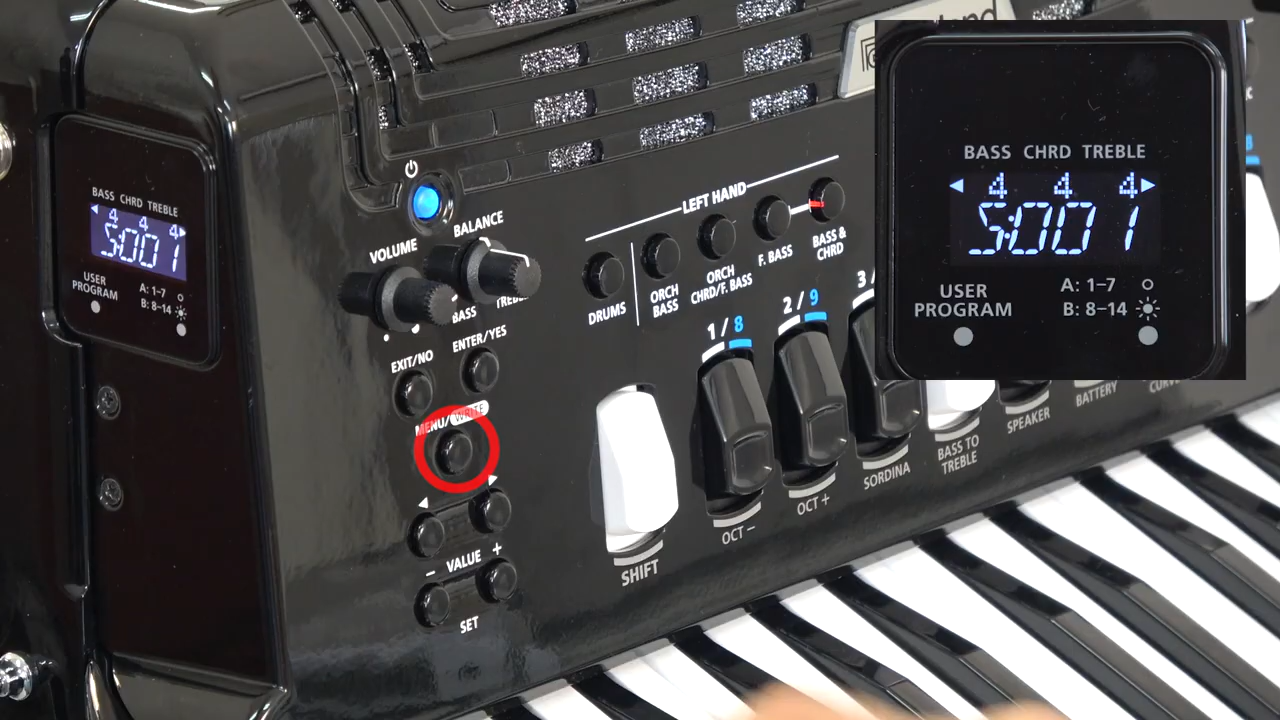 BASS CHRD TREBLE
4 4 4
S:001
USER
PROGRAM
A: 1-7
B: 8-14
VOLUME
BALANCE
BASS
EXIT/NO
ENTER/YES
MENU/WRITE
- VALUE +
SET
LEFT HAND
DRUMS
ORCH
BASS
ORCH
CHRD/F. BASS
F. BASS
BASS &
CHRD
1 / 8
2 / 9
3 /
SHIFT
OCT -
OCT +
SORDINA
BASS TO
TREBLE
SPEAKER
BATTERY
BASS CHRD TREBLE
4 4 4
S:001
USER
PROGRAM
A: 1-7
B: 8-14